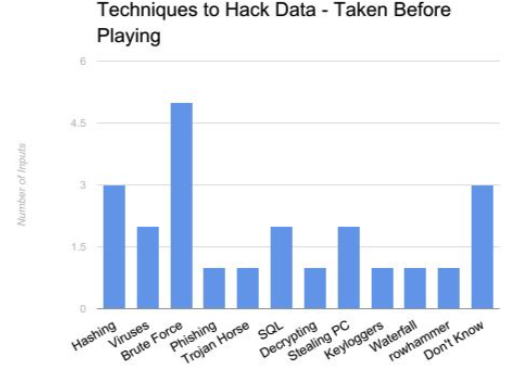 Techniques to Hack Data - Taken Before
Playing
6
4.5
3
1.5
0
Number of Inputs
Hashing
Viruses
Brute Force
Phishing
Trojan Horse
SQL
Decrypting
Stealing PC
Keyloggers
Waterfall
rowhammer
Don't Know